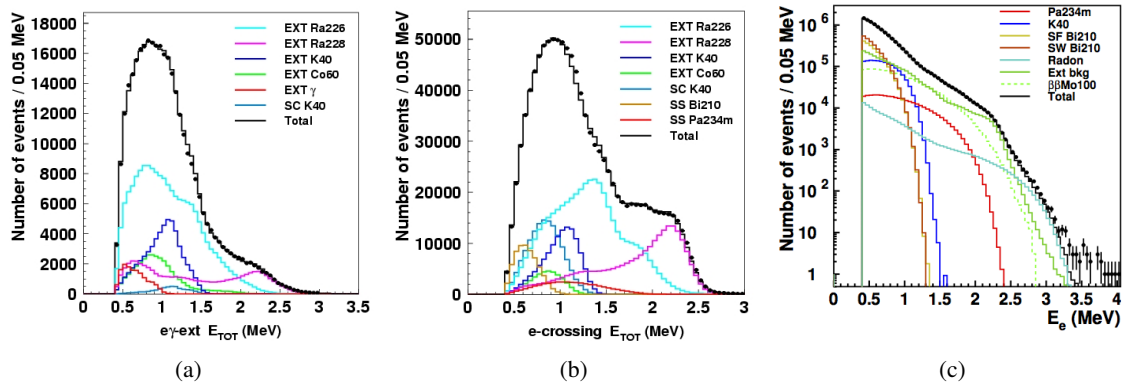 Number of events / 0.05 MeV
18000
16000
14000
12000
10000
8000
6000
4000
2000
0
0 0.5 1 1.5 2 2.5 3 3.5
eγ-ext E_TOT (MeV)
EXT Ra226
EXT Ra228
EXT K40
EXT Co60
EXT γ
SC K40
Total
(a)
Number of events / 0.05 MeV
50000
40000
30000
20000
10000
0
0 0.5 1 1.5 2 2.5 3
e-crossing E_TOT (MeV)
EXT Ra226
EXT Ra228
EXT K40
EXT Co60
SC K40
SS Bi210
SS Pa234m
Total
(b)
Number of events / 0.05 MeV
10^6
10^5
10^4
10^3
10^2
10
1
0 0.5 1 1.5 2 2.5 3 3.5 4
E_e (MeV)
Pa234m
K40
SF Bi210
SW Bi210
Radon
Ext bkg
ββMo100
Total
(c)